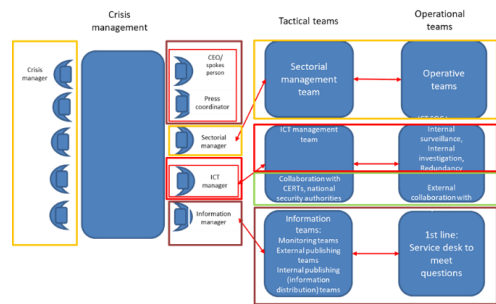 Crisis
management
Tactical teams
Operational
teams
Crisis
manager
CEO/
spokes
person
Press
coordinator
Sectorial
manager
ICT
manager
Information
manager
Sectorial
management
team
Operative
teams
ICT management
team
Internal
surveillance,
Internal
investigation,
Redundancy
Collaboration with
CERTs, national
security authorities
External
collaboration with
Information
teams:
Monitoring teams
External publishing
teams
Internal publishing
(information
distribution) teams
1st line:
Service desk to
meet
questions